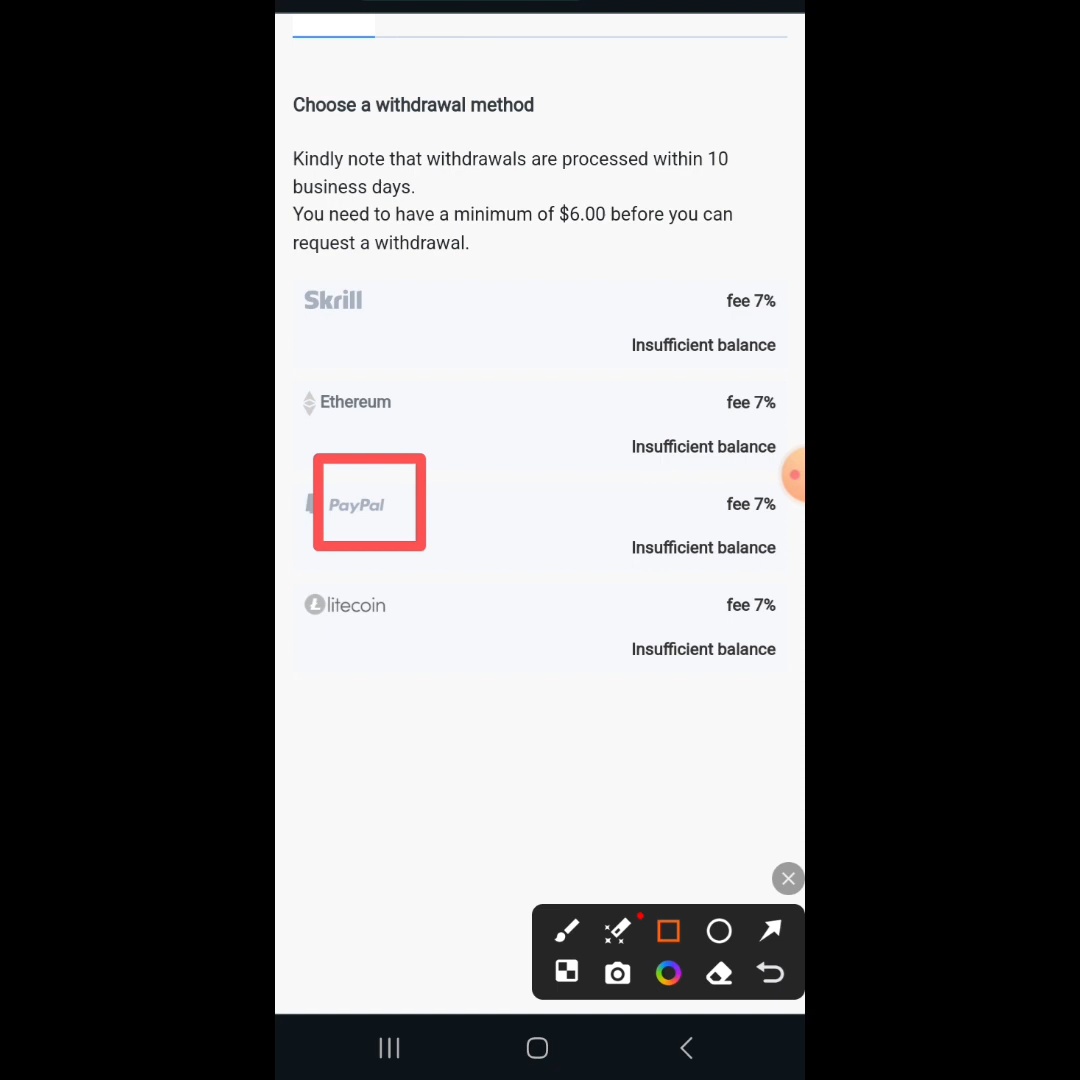 Choose a withdrawal method
Kindly note that withdrawals are processed within 10
business days.
You need to have a minimum of $6.00 before you can
request a withdrawal.
Skrill fee 7%
Insufficient balance
Ethereum fee 7%
Insufficient balance
PayPal fee 7%
Insufficient balance
litecoin fee 7%
Insufficient balance